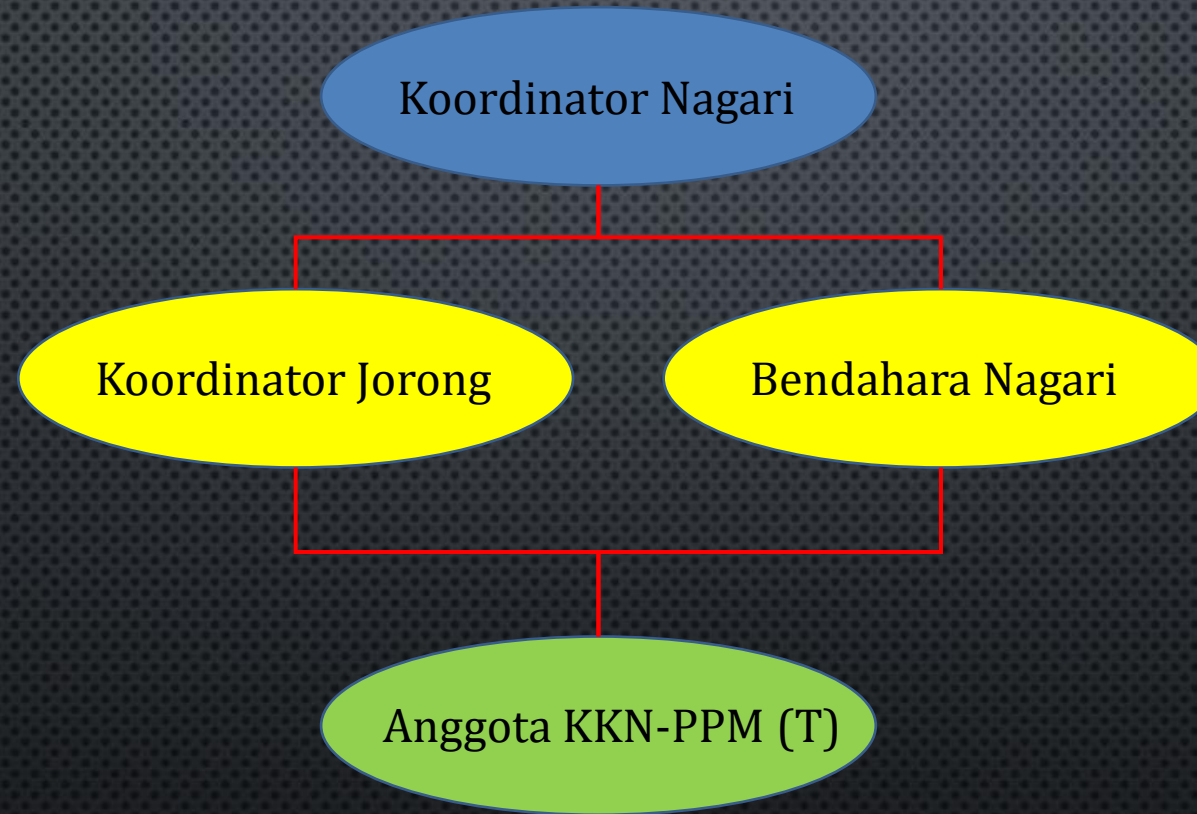 Koordinator Nagari
Koordinator Jorong
Bendahara Nagari
Anggota KKN-PPM (T)